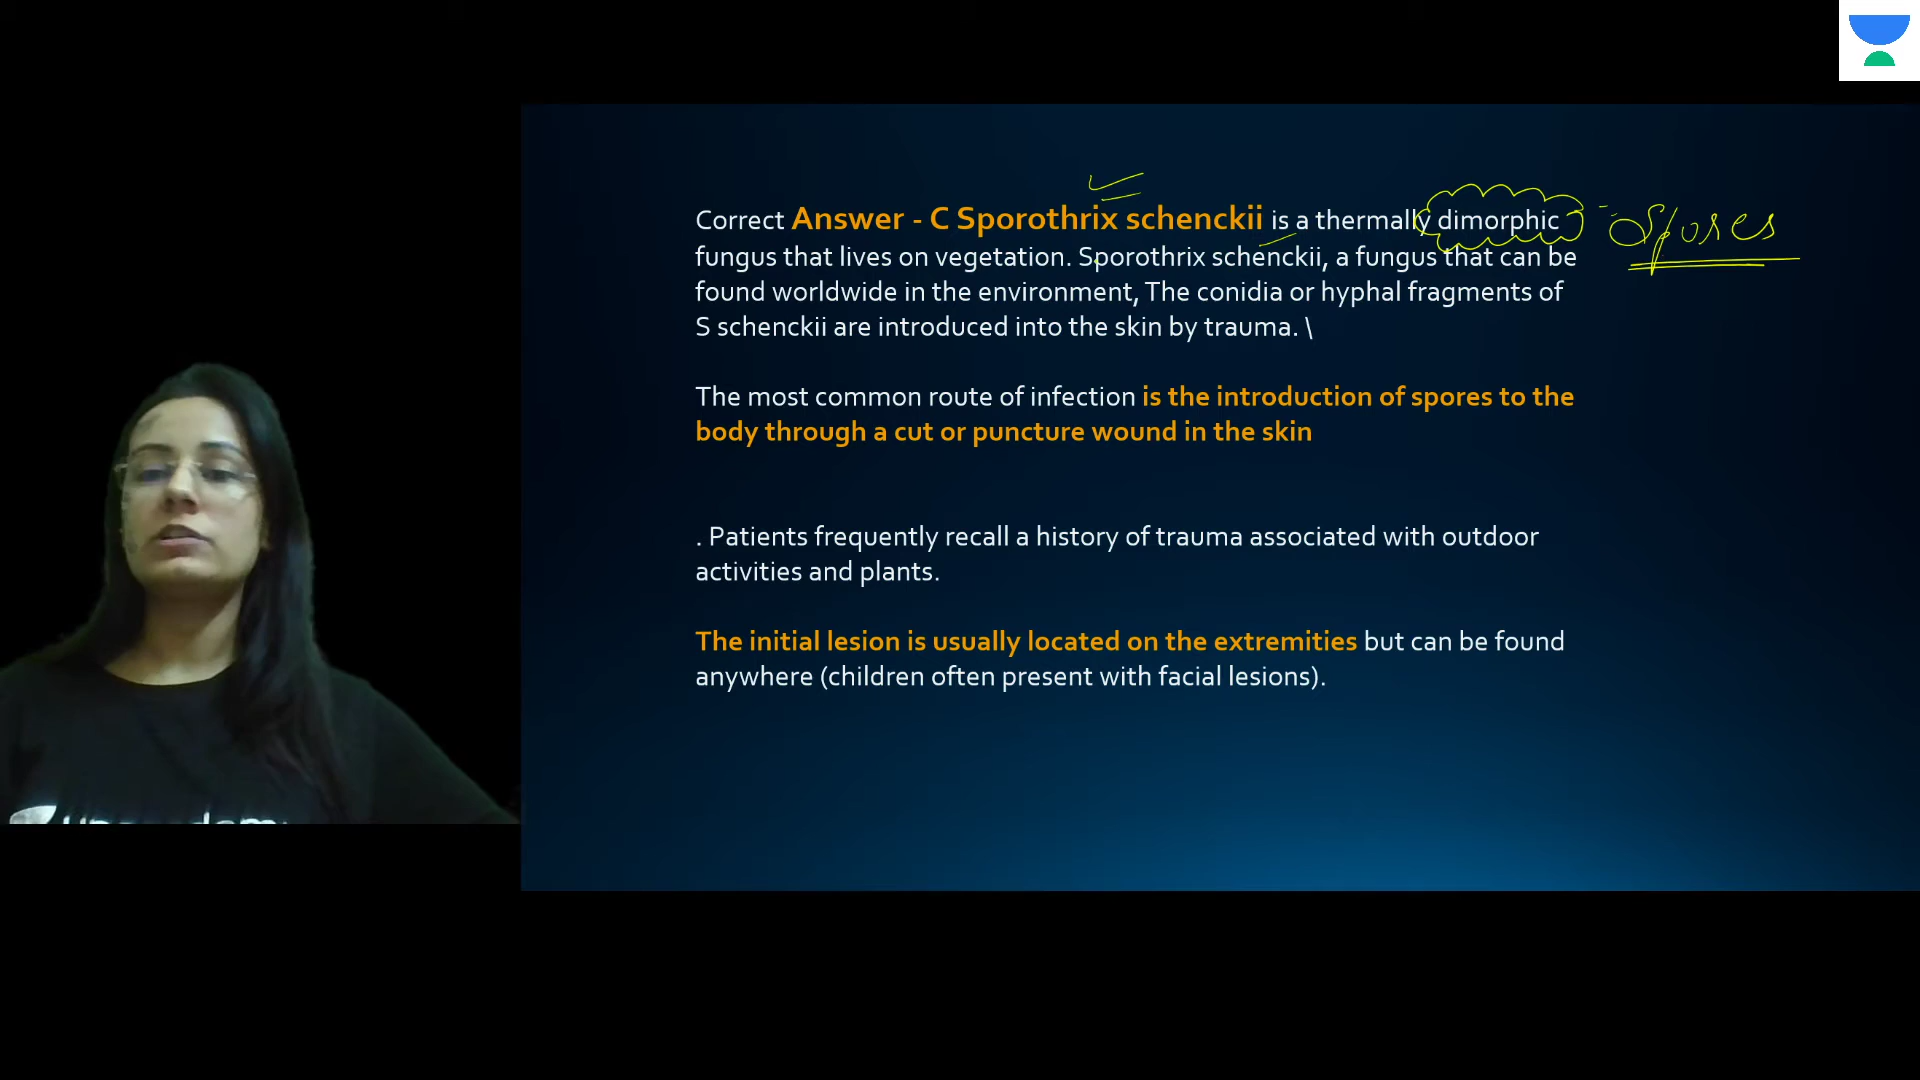 Correct Answer - C Sporothrix schenckii is a thermally dimorphic
Spores
fungus that lives on vegetation. Sporothrix schenckii, a fungus that can be
found worldwide in the environment, The conidia or hyphal fragments of
S schenckii are introduced into the skin by trauma. \
The most common route of infection is the introduction of spores to the
body through a cut or puncture wound in the skin
. Patients frequently recall a history of trauma associated with outdoor
activities and plants.
The initial lesion is usually located on the extremities but can be found
anywhere (children often present with facial lesions).